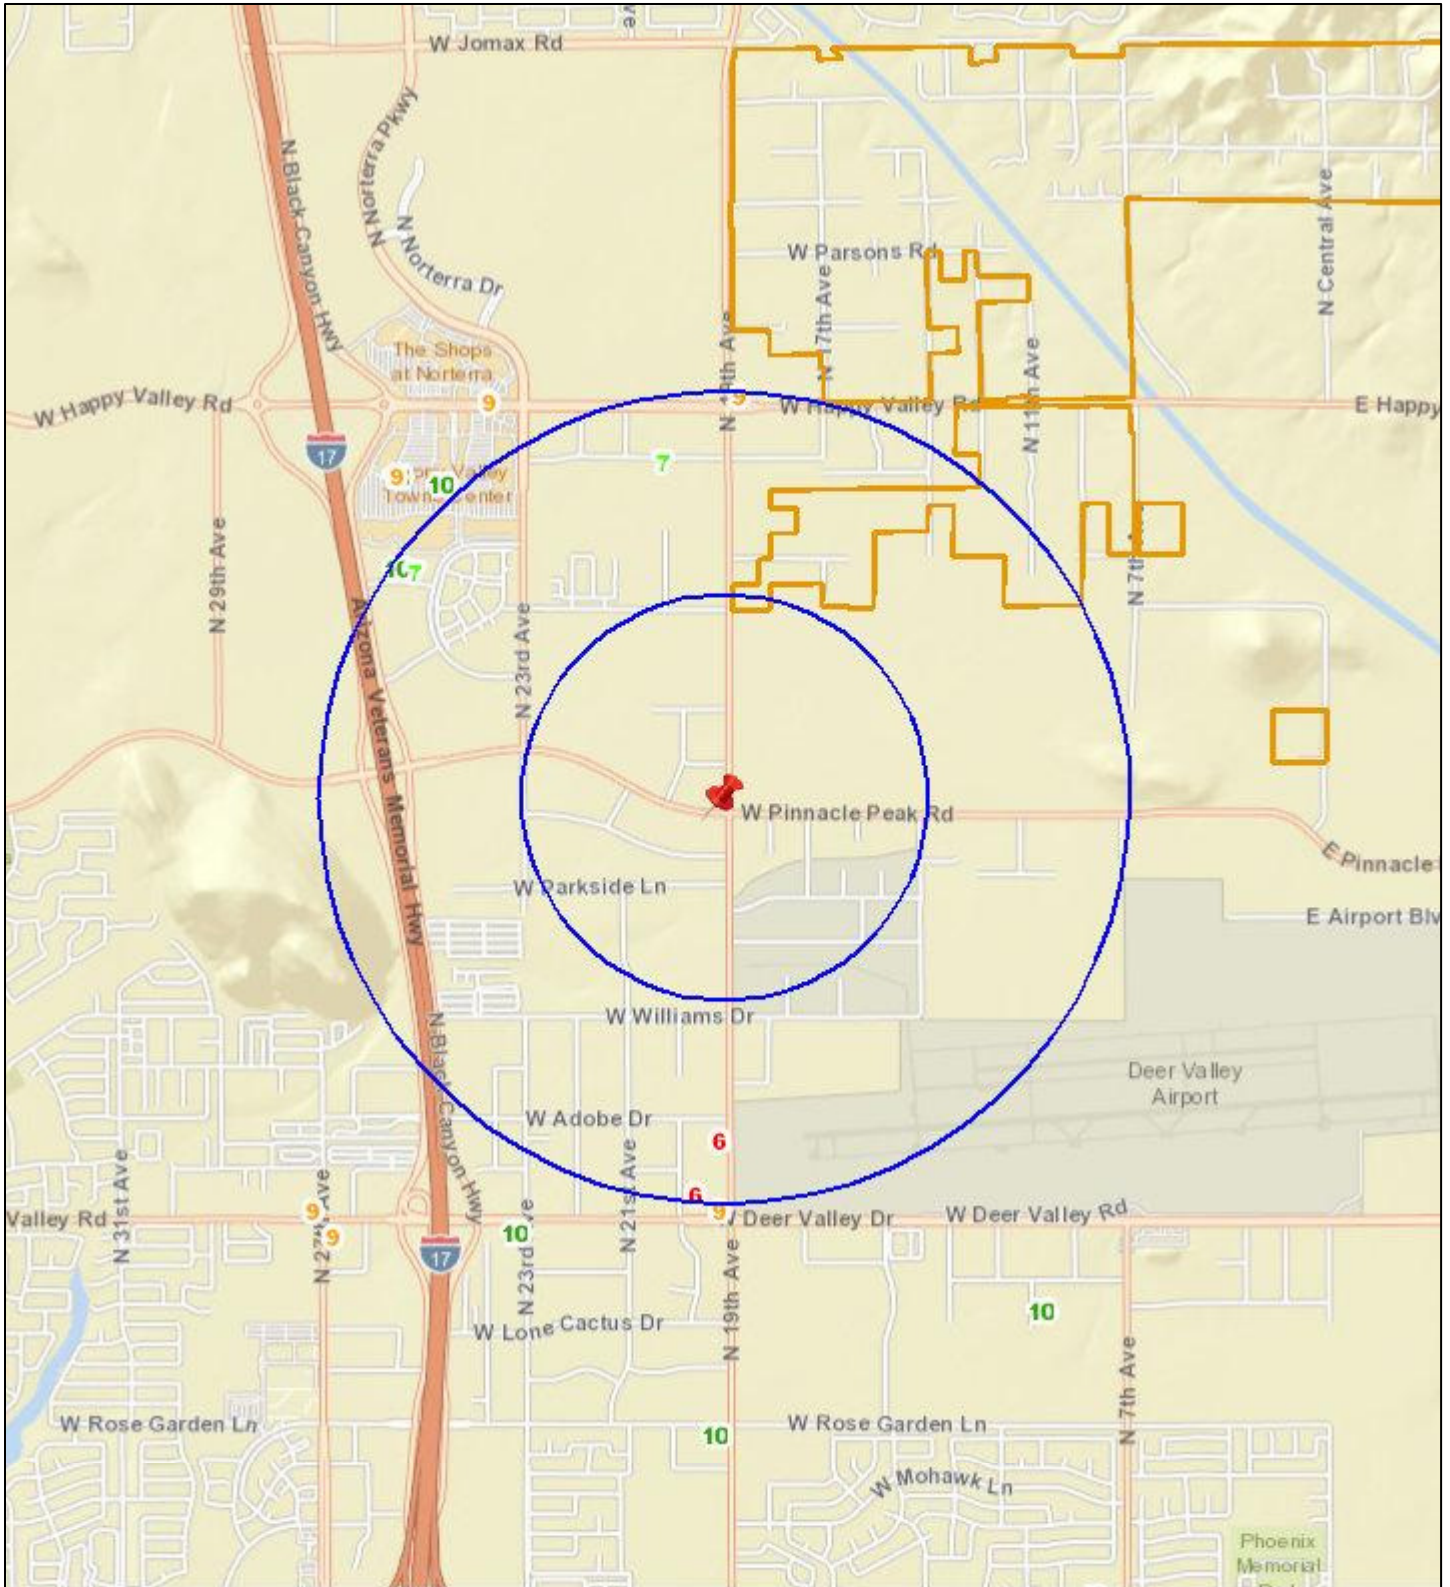 W Jomax Rd
N Norterra Pkwy
N Black Canyon Hwy
N Norterra Dr
W Parsons Rd
N Central Ave
N 17th Ave
N 11th Ave
The Shops
at Norterra
9
9
W Happy Valley Rd
W Happy Valley Rd
E Happy
17
7
9
10
Valley
10
7
N 29th Ave
N 23rd Ave
Arizona Veterans Memorial Hwy
W Pinnacle Peak Rd
E Pinnacle
W Parkside Ln
E Airport Blv
W Williams Dr
N Black Canyon Hwy
Deer Valley
Airport
W Adobe Dr
6
6
9
N 31st Ave
N 21st Ave
Valley Rd
9
9
10
Deer Valley Dr
W Deer Valley Rd
17
N 19th Ave
10
W Lone Cactus Dr
N 7th Ave
W Rose Garden Ln
10
W Rose Garden Ln
W Mohawk Ln
Phoenix
Memorial